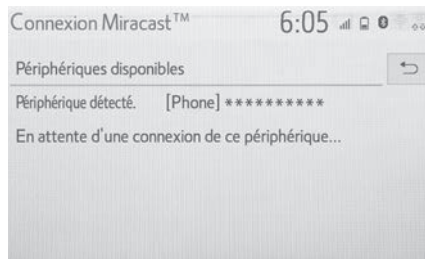 Connexion Miracast™ 6:05
Périphériques disponibles
Périphérique détecté. [Phone] **********
En attente d'une connexion de ce périphérique...